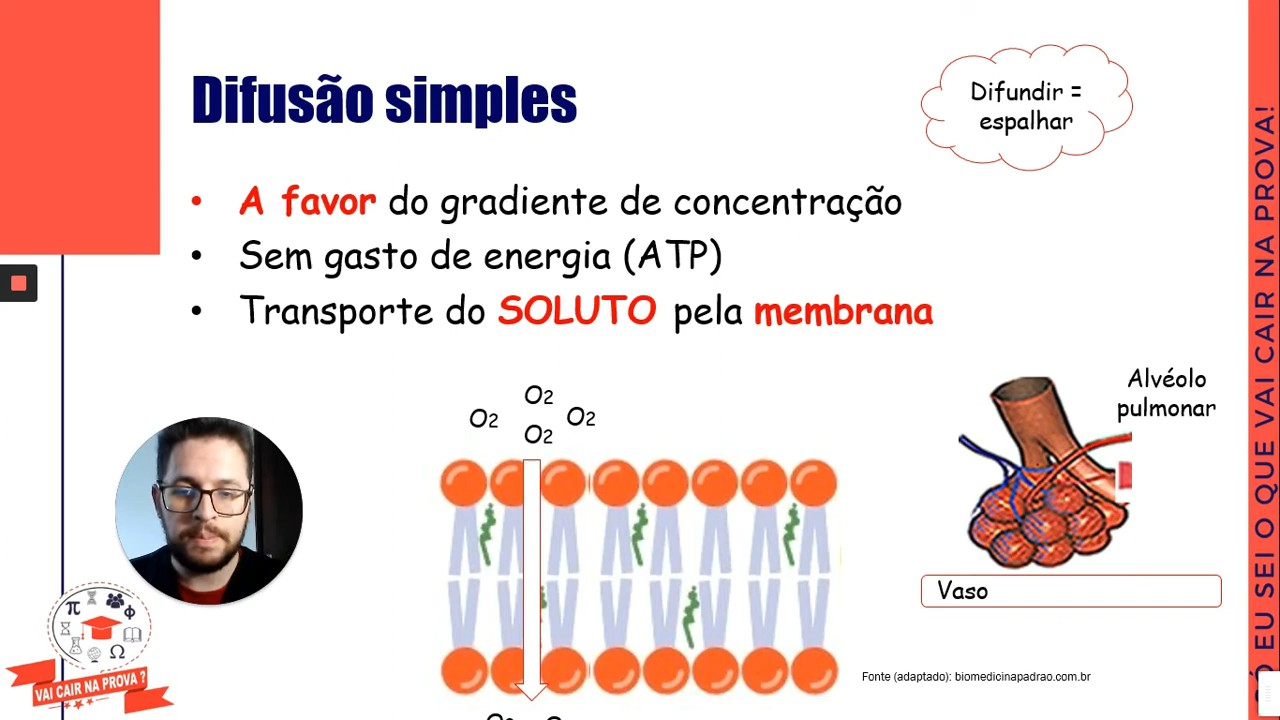 Difusão simples
Difundir =
espalhar
• A favor do gradiente de concentração
• Sem gasto de energia (ATP)
• Transporte do SOLUTO pela membrana
O2
O2
O2
O2
Alvéolo
pulmonar
Vaso
Fonte (adaptado): biomedicinapadrao.com.br
π
Φ
Ω
VAI CAIR NA PROVA ?
EU SEI O QUE VAI CAIR NA PROVA!